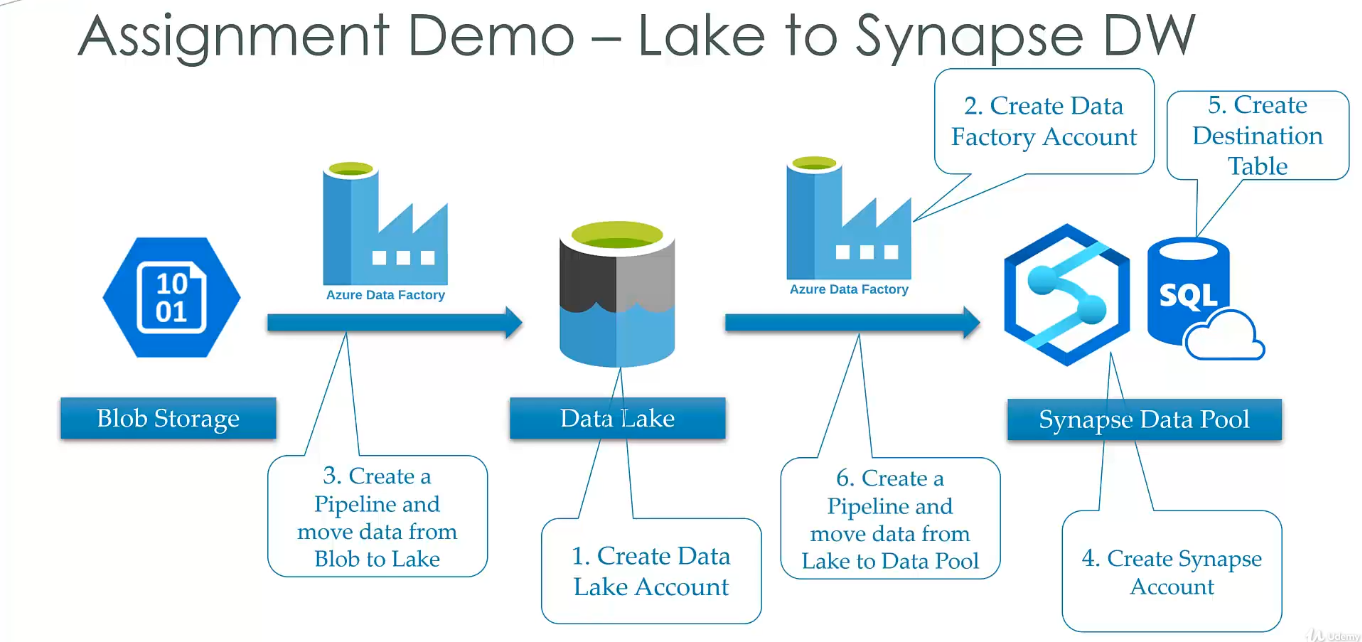 Assignment Demo – Lake to Synapse DW
2. Create Data
Factory Account
5. Create
Destination
Table
10
01
Azure Data Factory
Azure Data Factory
SQL
Blob Storage
Data Lake
Synapse Data Pool
3. Create a
Pipeline and
move data from
Blob to Lake
1. Create Data
Lake Account
6. Create a
Pipeline and
move data from
Lake to Data Pool
4. Create Synapse
Account
Udemy